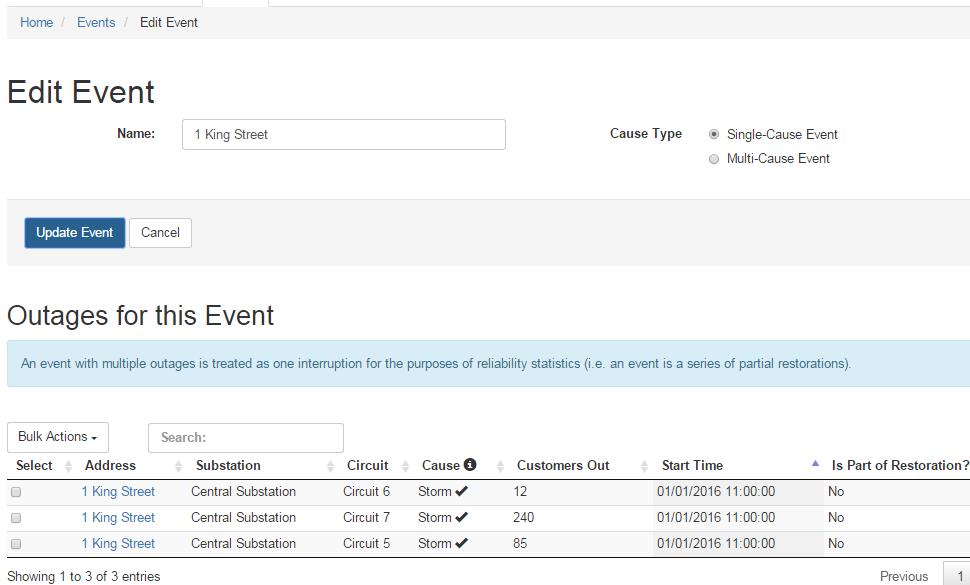 Home / Events / Edit Event
Edit Event
Name: 1 King Street Cause Type Single-Cause Event
Multi-Cause Event
Update Event Cancel
Outages for this Event
An event with multiple outages is treated as one interruption for the purposes of reliability statistics (i.e. an event is a series of partial restorations).
Bulk Actions Search:
Select Address Substation Circuit Cause Customers Out Start Time Is Part of Restoration?
1 King Street Central Substation Circuit 6 Storm 12 01/01/2016 11:00:00 No
1 King Street Central Substation Circuit 7 Storm 240 01/01/2016 11:00:00 No
1 King Street Central Substation Circuit 5 Storm 85 01/01/2016 11:00:00 No
Showing 1 to 3 of 3 entries Previous 1